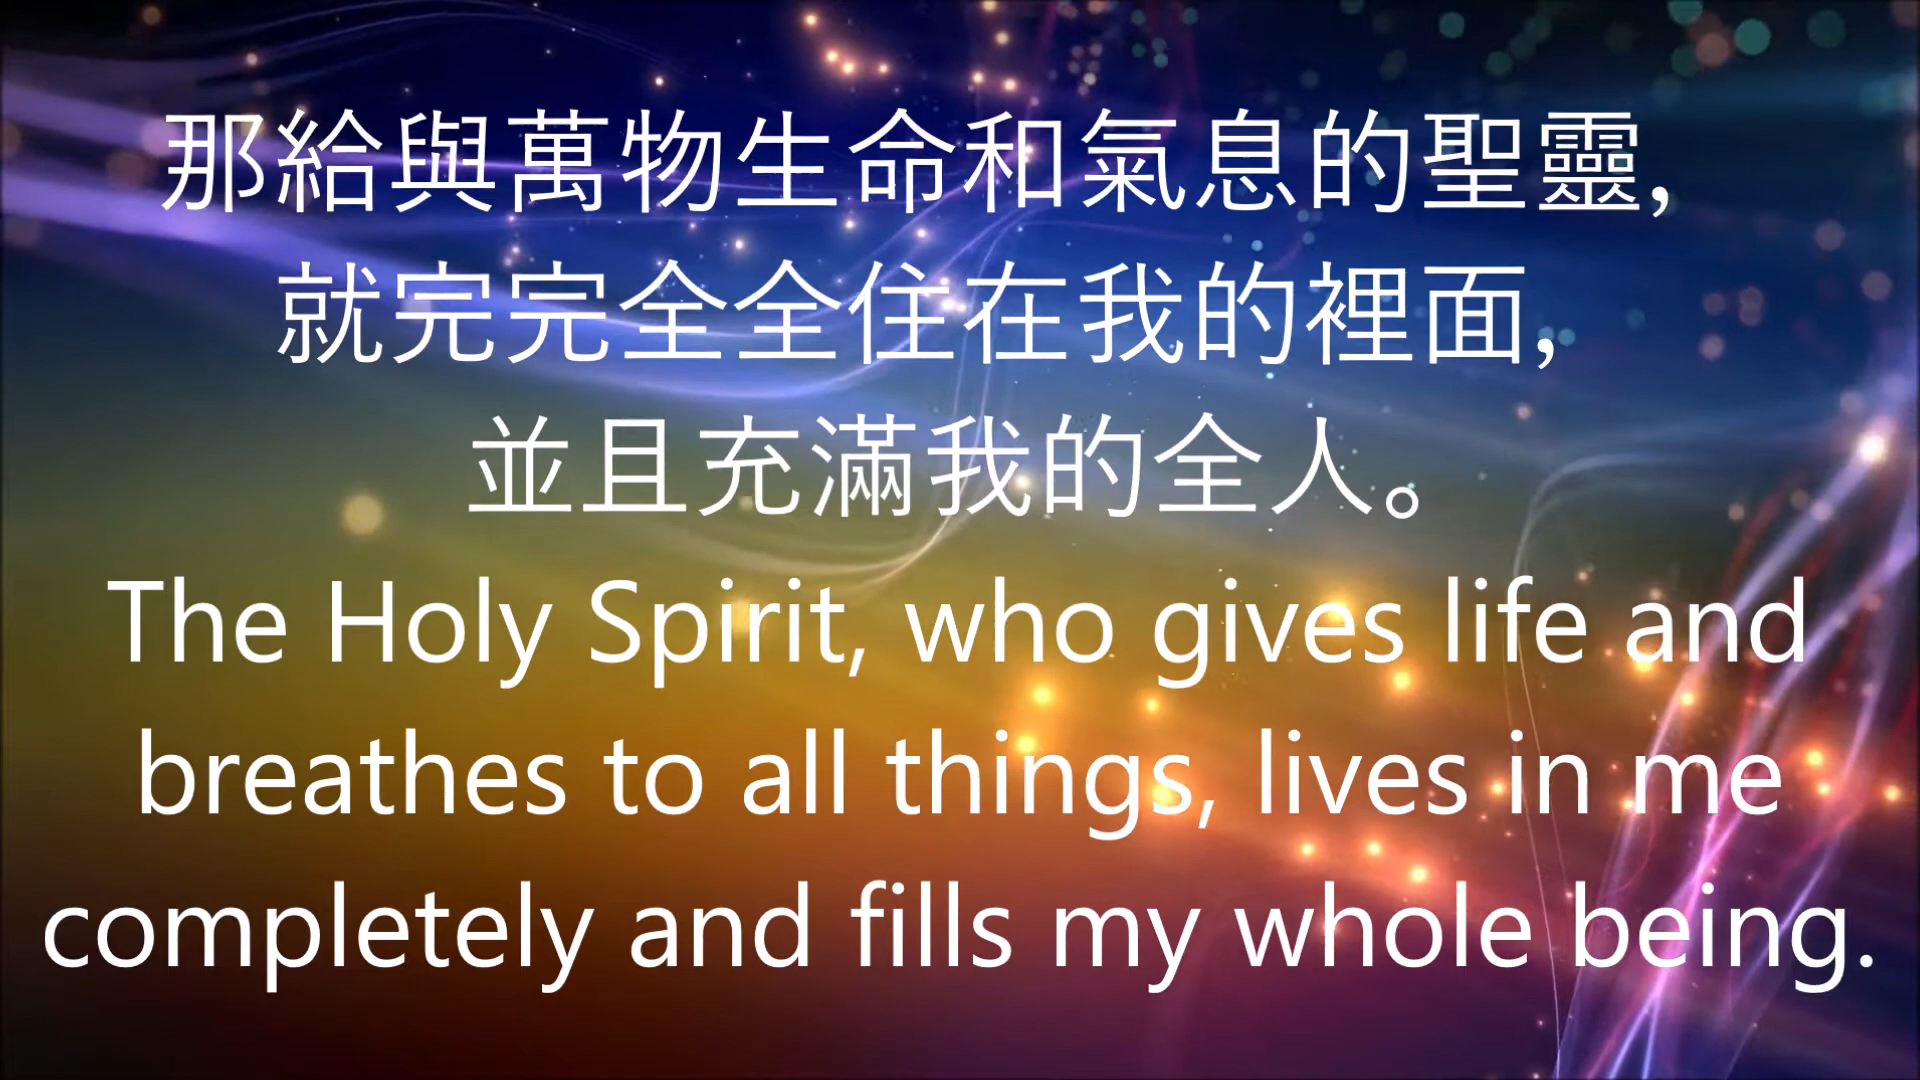 那給與萬物生命和氣息的聖靈,
就完完全全住在我的裡面,
並且充滿我的全人。
The Holy Spirit, who gives life and
breathes to all things, lives in me
completely and fills my whole being.